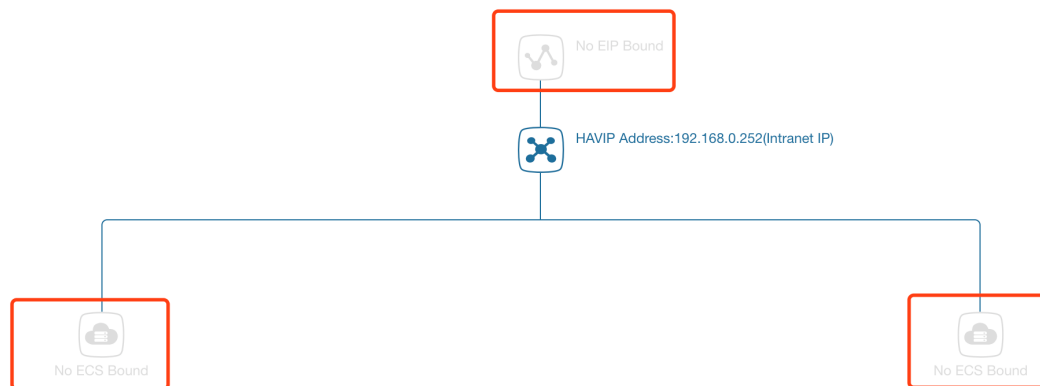 No EIP Bound
HAVIP Address:192.168.0.252(Intranet IP)
No ECS Bound
No ECS Bound